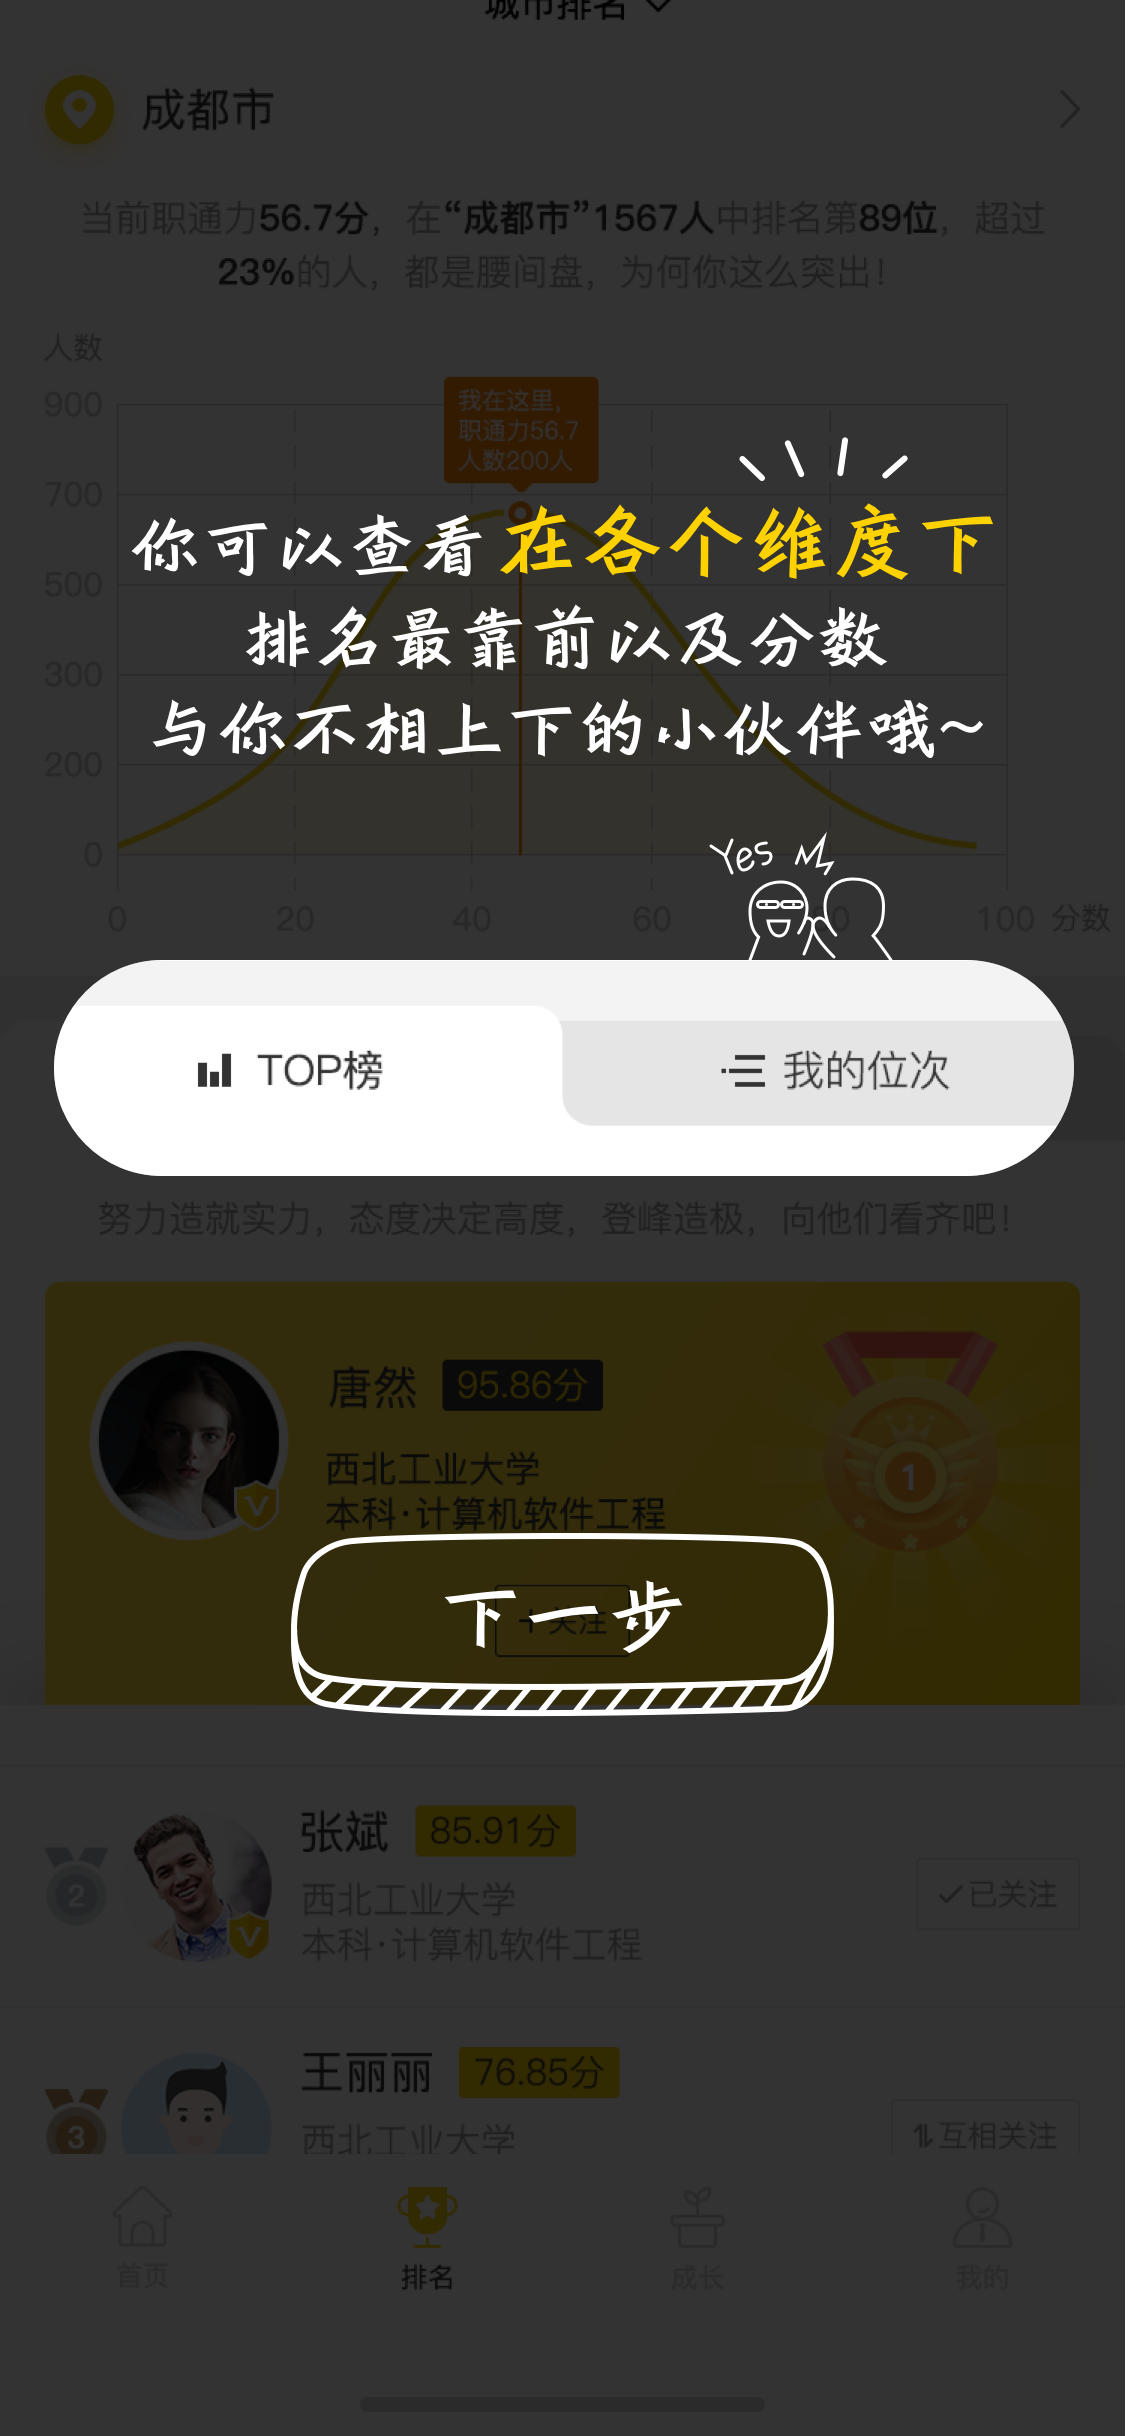 城市排名
成都市
当前职通力56.7分，在“成都市”1567人中排名第89位，超过
23%的人，都是腰间盘，为何你这么突出！
人数
900
我在这里，
职通力56.7
人数200人
700
你可以查看在各个维度下
500
排名最靠前以及分数
300
与你不相上下的小伙伴哦~
200
0
Yes
0 20 40 60 80 100 分数
TOP榜 我的位次
努力造就实力，态度决定高度，登峰造极，向他们看齐吧！
唐然 95.86分
西北工业大学
本科·计算机软件工程
1
+关注
下一步
张斌 85.91分
2
西北工业大学
已关注
本科·计算机软件工程
王丽丽 76.85分
3
西北工业大学
互相关注
首页 排名 成长 我的